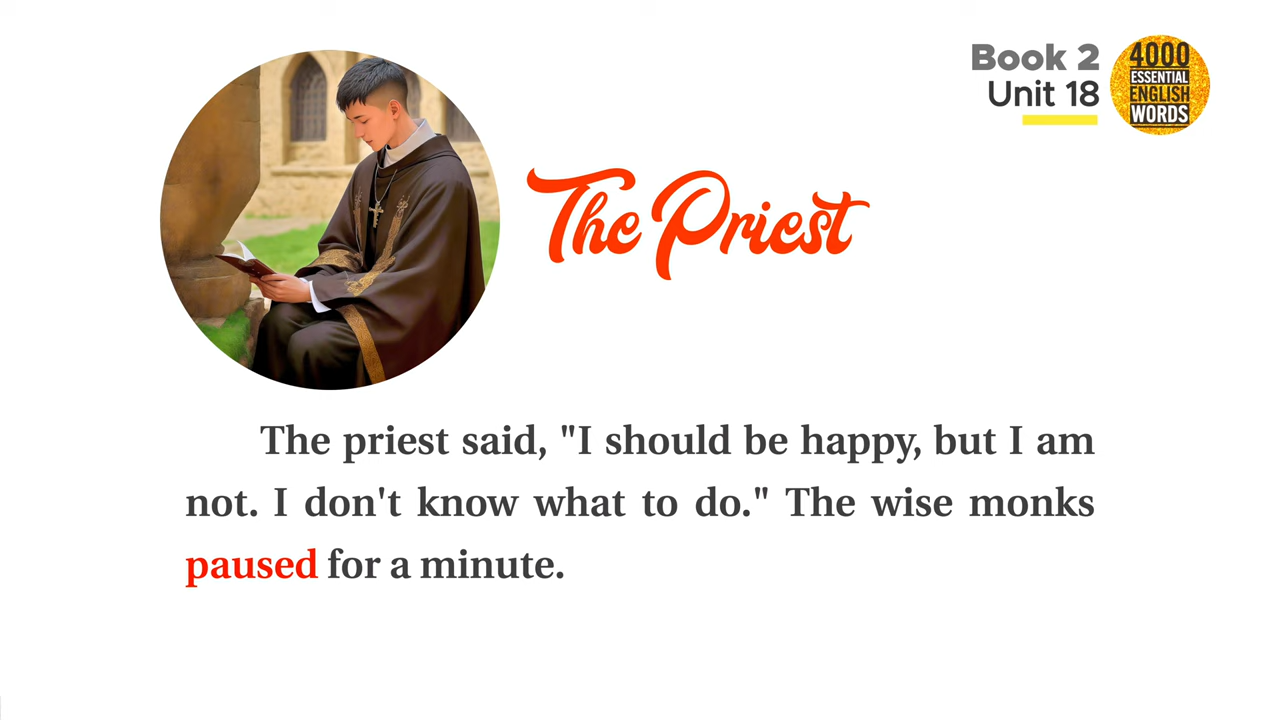 Book 2
Unit 18
4000
ESSENTIAL
ENGLISH
WORDS
The Priest
The priest said, "I should be happy, but I am
not. I don't know what to do." The wise monks
paused for a minute.